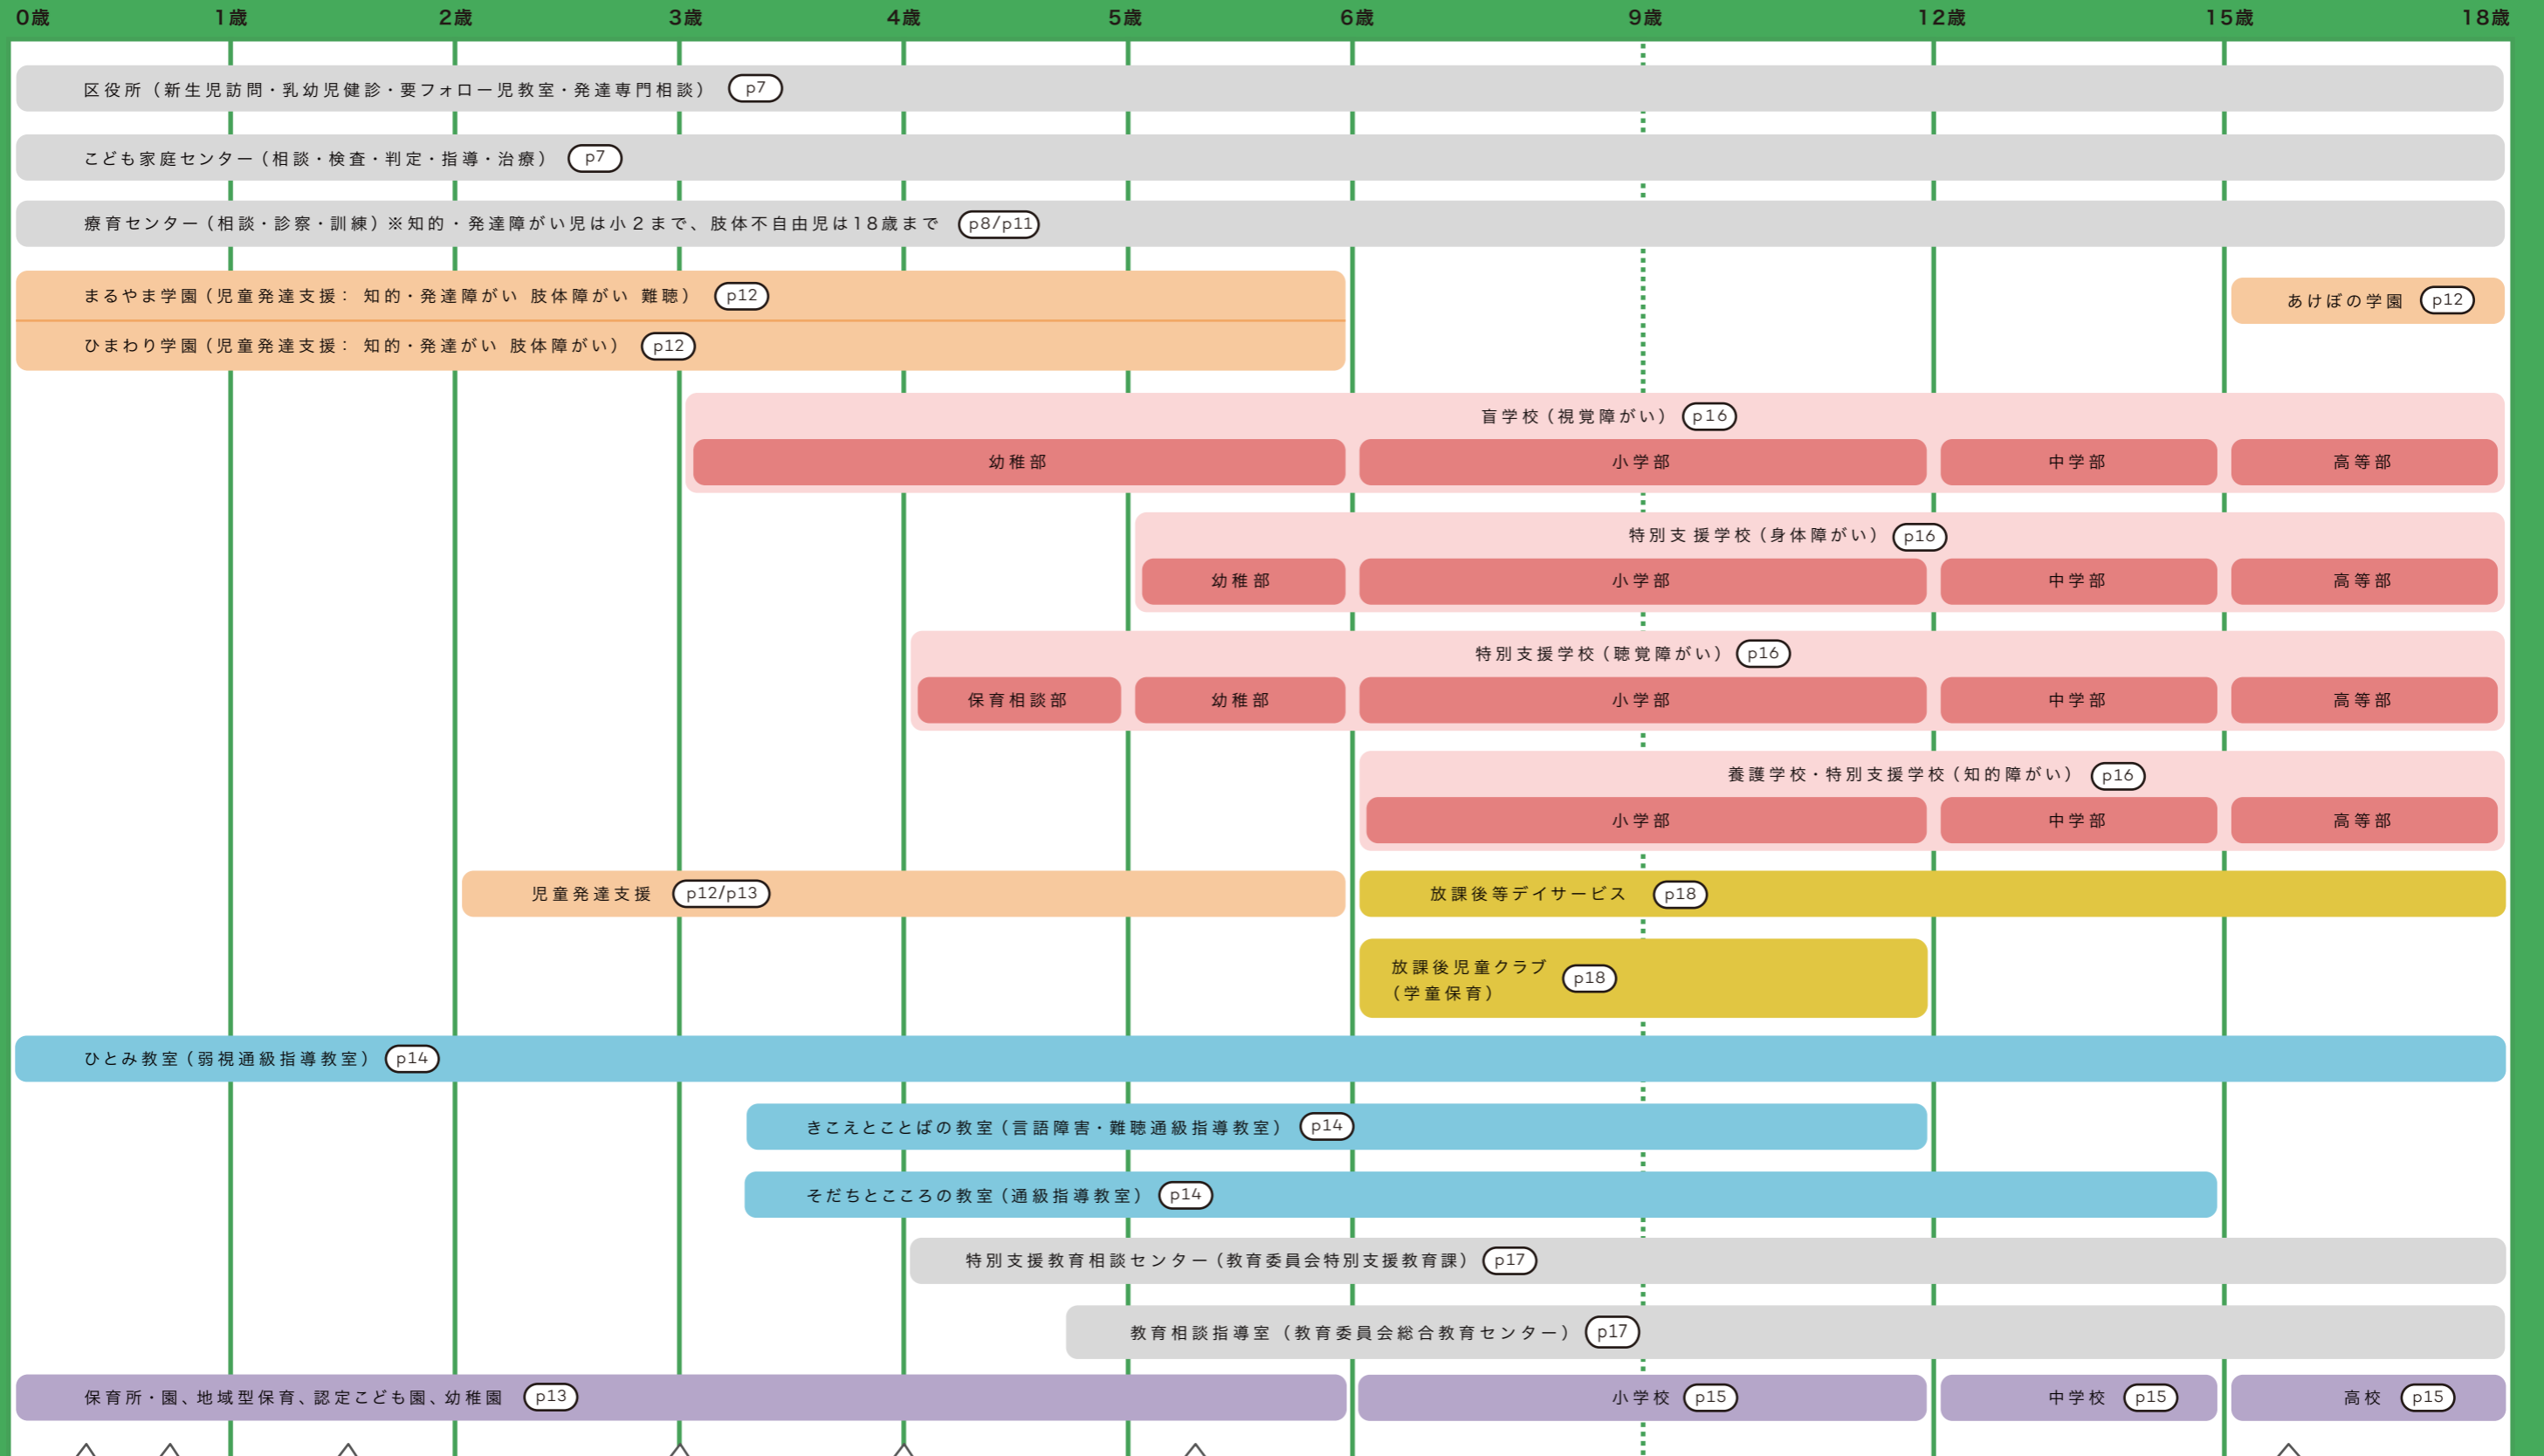 0歳 1歳 2歳 3歳 4歳 5歳 6歳 9歳 12歳 15歳 18歳
区役所（新生児訪問・乳幼児健診・要フォロー児教室・発達専門相談） p7
こども家庭センター（相談・検査・判定・指導・治療） p7
療育センター（相談・診察・訓練）※知的・発達障がい児は小2まで、肢体不自由児は18歳まで p8/p11
まるやま学園（児童発達支援： 知的・発達障がい 肢体障がい 難聴） p12
あけぼの学園 p12
ひまわり学園（児童発達支援： 知的・発達がい 肢体障がい） p12
盲学校（視覚障がい） p16
幼稚部 小学部 中学部 高等部
特別支援学校（身体障がい） p16
幼稚部 小学部 中学部 高等部
特別支援学校（聴覚障がい） p16
保育相談部 幼稚部 小学部 中学部 高等部
養護学校・特別支援学校（知的障がい） p16
小学部 中学部 高等部
児童発達支援 p12/p13 放課後等デイサービス p18
放課後児童クラブ p18
（学童保育）
ひとみ教室（弱視通級指導教室） p14
きこえとことばの教室（言語障害・難聴通級指導教室） p14
そだちとこころの教室（通級指導教室） p14
特別支援教育相談センター（教育委員会特別支援教育課） p17
教育相談指導室（教育委員会総合教育センター） p17
保育所・園、地域型保育、認定こども園、幼稚園 p13 小学校 p15 中学校 p15 高校 p15